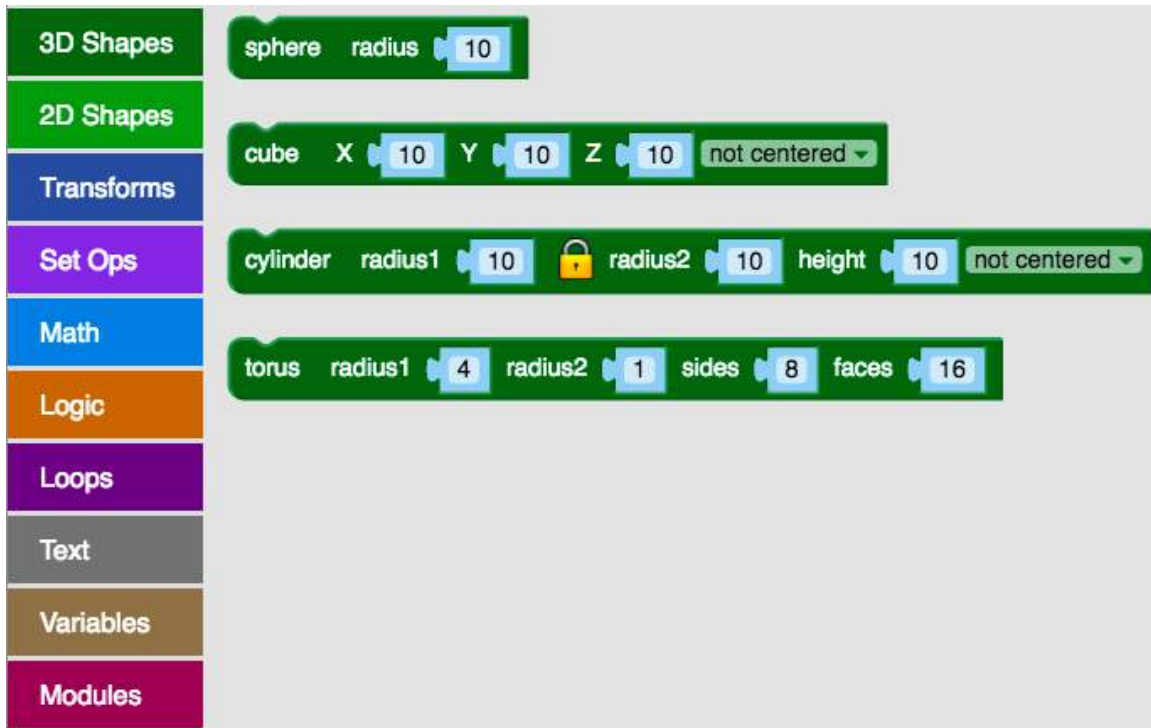 3D Shapes
2D Shapes
Transforms
Set Ops
Math
Logic
Loops
Text
Variables
Modules
sphere radius 10
cube X 10 Y 10 Z 10 not centered
cylinder radius1 10 radius2 10 height 10 not centered
torus radius1 4 radius2 1 sides 8 faces 16